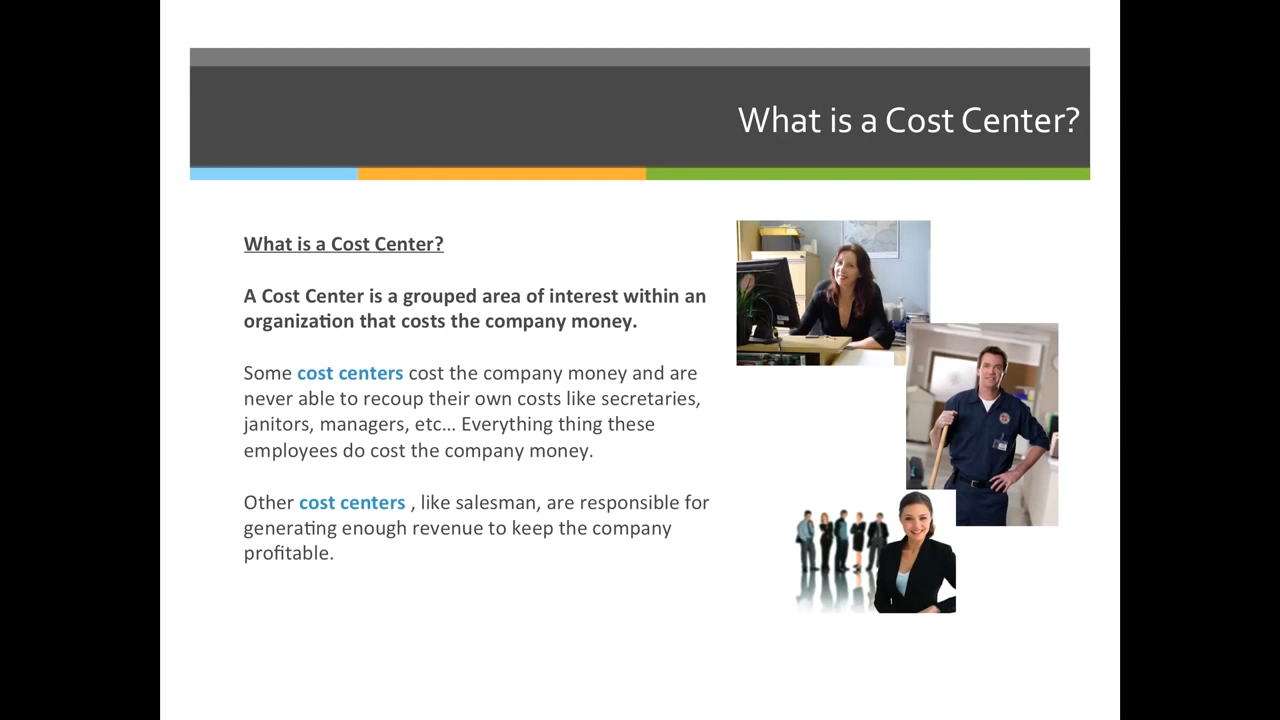 What is a Cost Center?
What is a Cost Center?
A Cost Center is a grouped area of interest within an
organization that costs the company money.
Some cost centers cost the company money and are
never able to recoup their own costs like secretaries,
janitors, managers, etc... Everything thing these
employees do cost the company money.
Other cost centers , like salesman, are responsible for
generating enough revenue to keep the company
profitable.